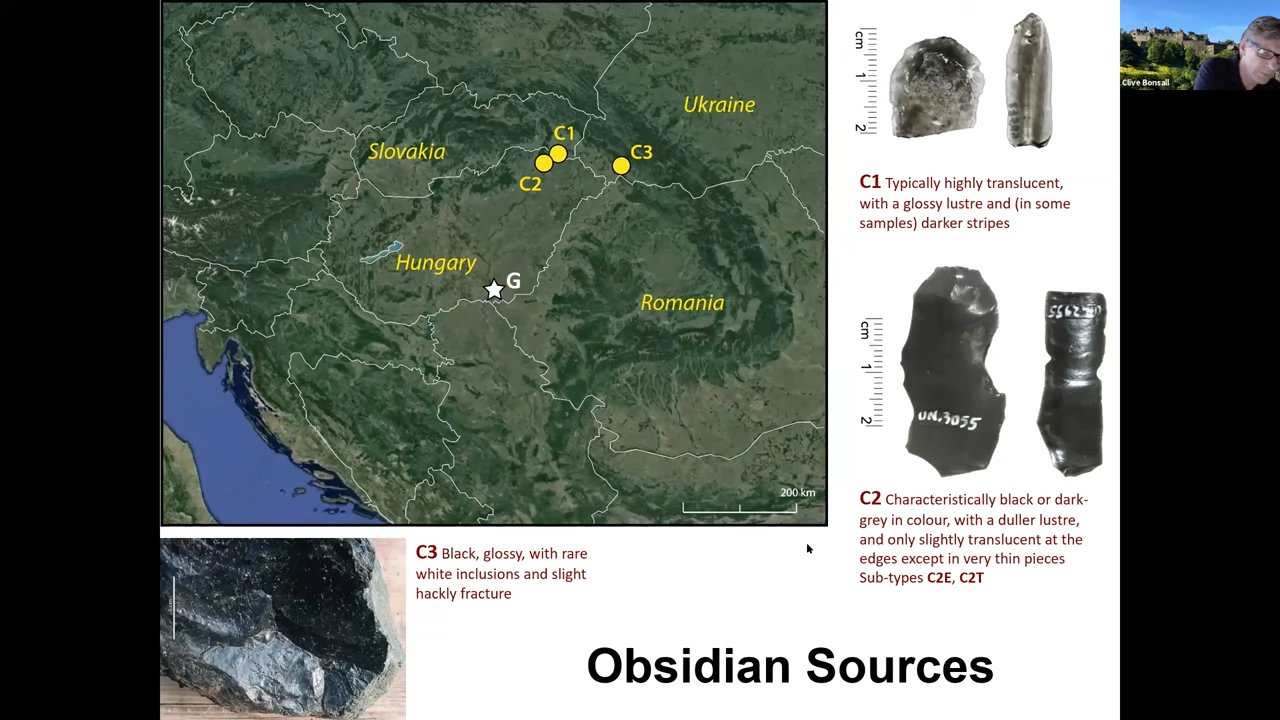 Slovakia
Ukraine
C1
C2
C3
Hungary
G
Romania
200 km
cm
1
2
C1 Typically highly translucent,
with a glossy lustre and (in some
samples) darker stripes
cm
1
2
UN.3055
C2 Characteristically black or dark-
grey in colour, with a duller lustre,
and only slightly translucent at the
edges except in very thin pieces
Sub-types C2E, C2T
C3 Black, glossy, with rare
white inclusions and slight
hackly fracture
Obsidian Sources
Clive Bonsall